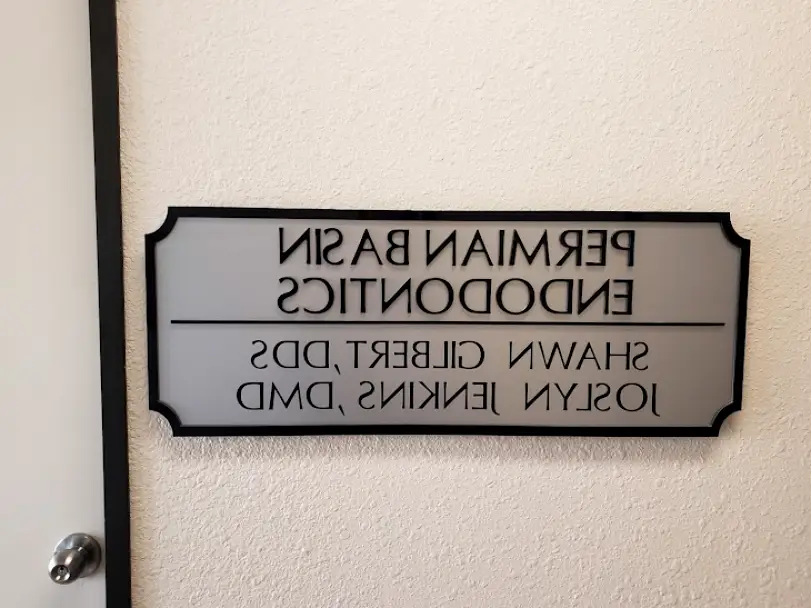 PERMIAN BASIN
ENDODONTICS
SHAWN GILBERT, DDS
JOSLYN JENKINS, DMD